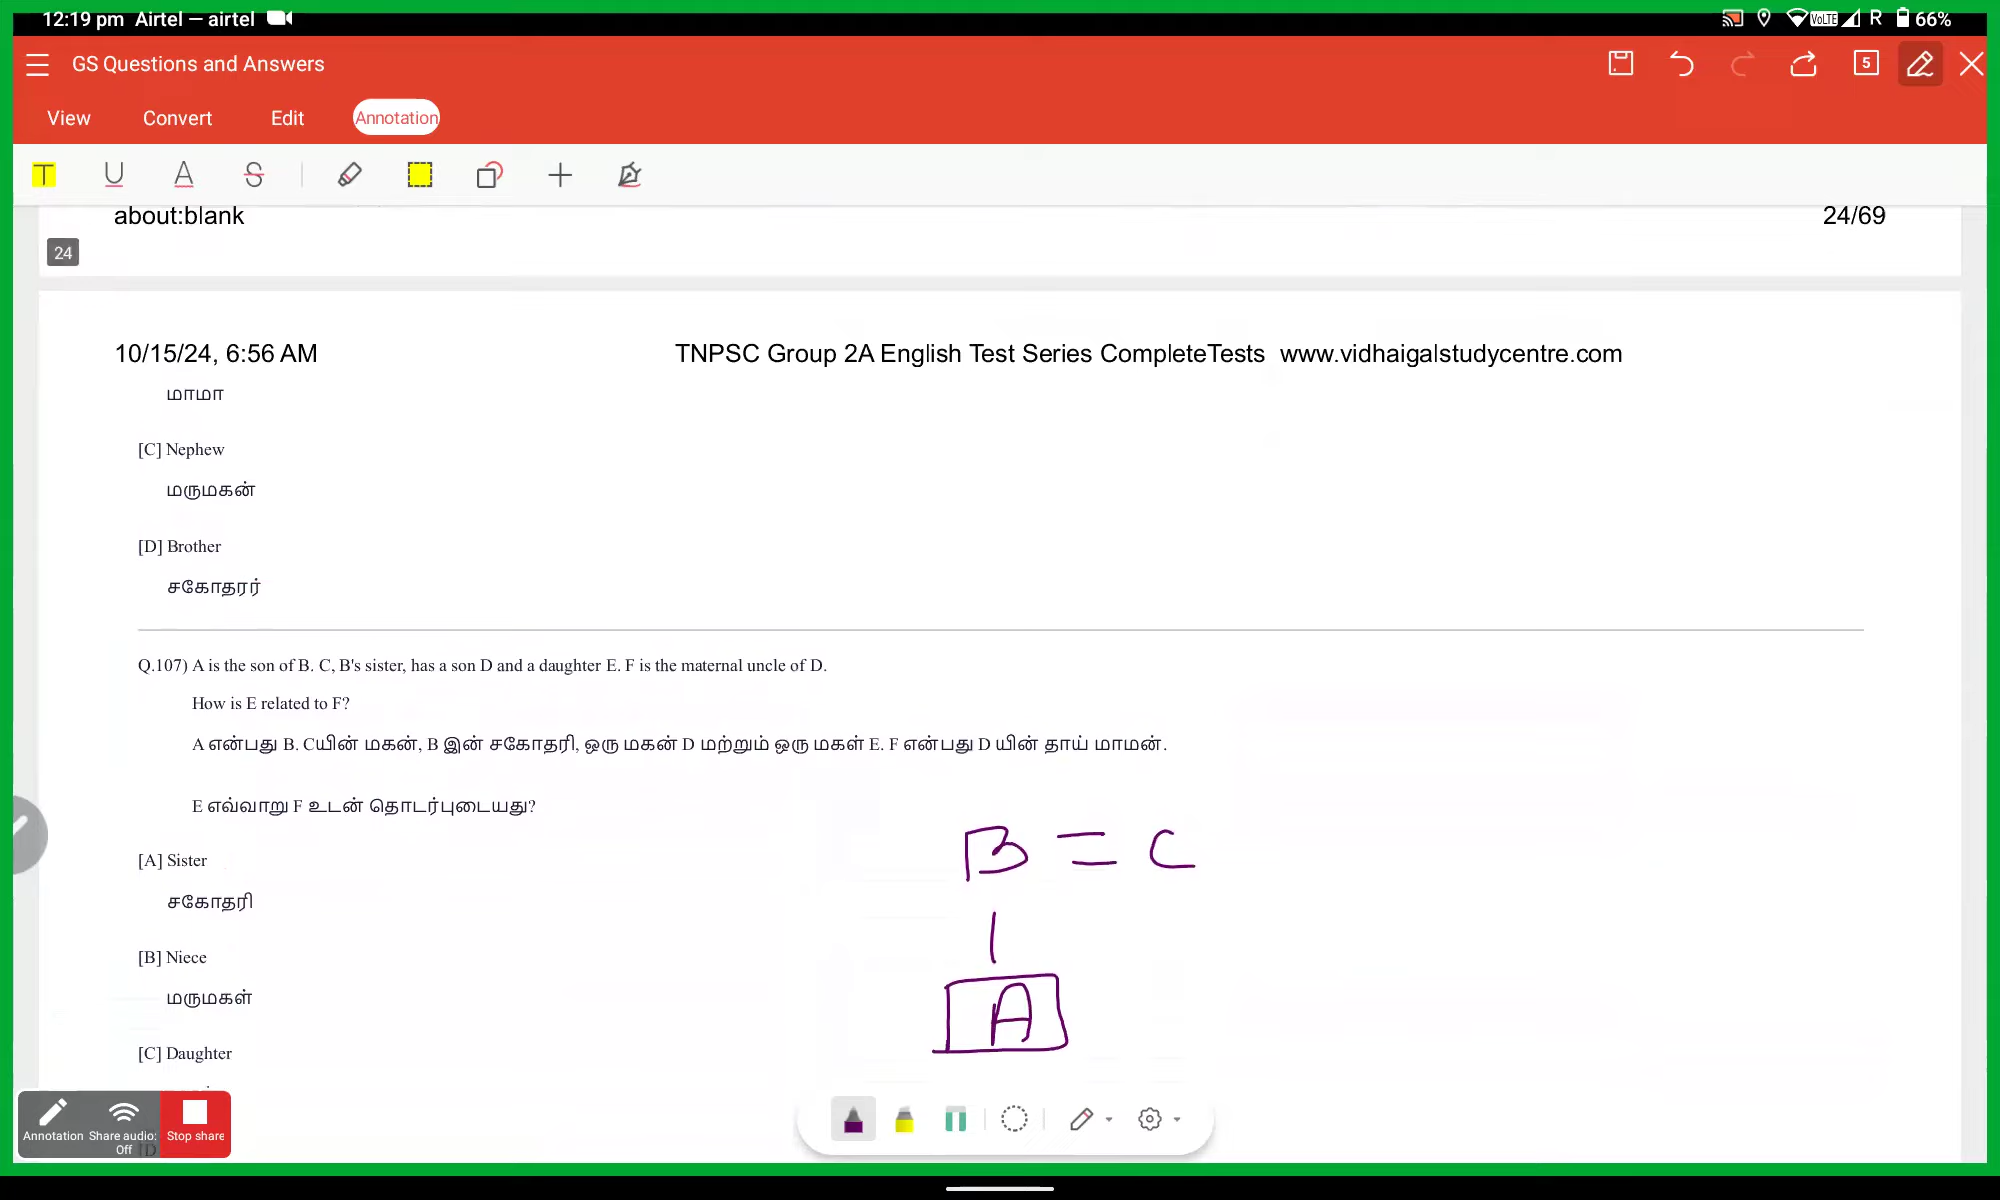 12:19 pm Airtel — airtel
VoLTE R 66%
GS Questions and Answers
5
View Convert Edit Annotation
T U A S
about:blank 24/69
24
10/15/24, 6:56 AM TNPSC Group 2A English Test Series CompleteTests www.vidhaigalstudycentre.com
மாமா
[C] Nephew
மருமகன்
[D] Brother
சகோதரர்
Q.107) A is the son of B. C, B's sister, has a son D and a daughter E. F is the maternal uncle of D.
How is E related to F?
A என்பது B. Cயின் மகன், B இன் சகோதரி, ஒரு மகன் D மற்றும் ஒரு மகள் E. F என்பது D யின் தாய் மாமன்.
E எவ்வாறு F உடன் தொடர்புடையது?
B = C
[A] Sister
சகோதரி
[B] Niece
மருமகள்
A
[C] Daughter
Annotation Share audio: Off Stop share